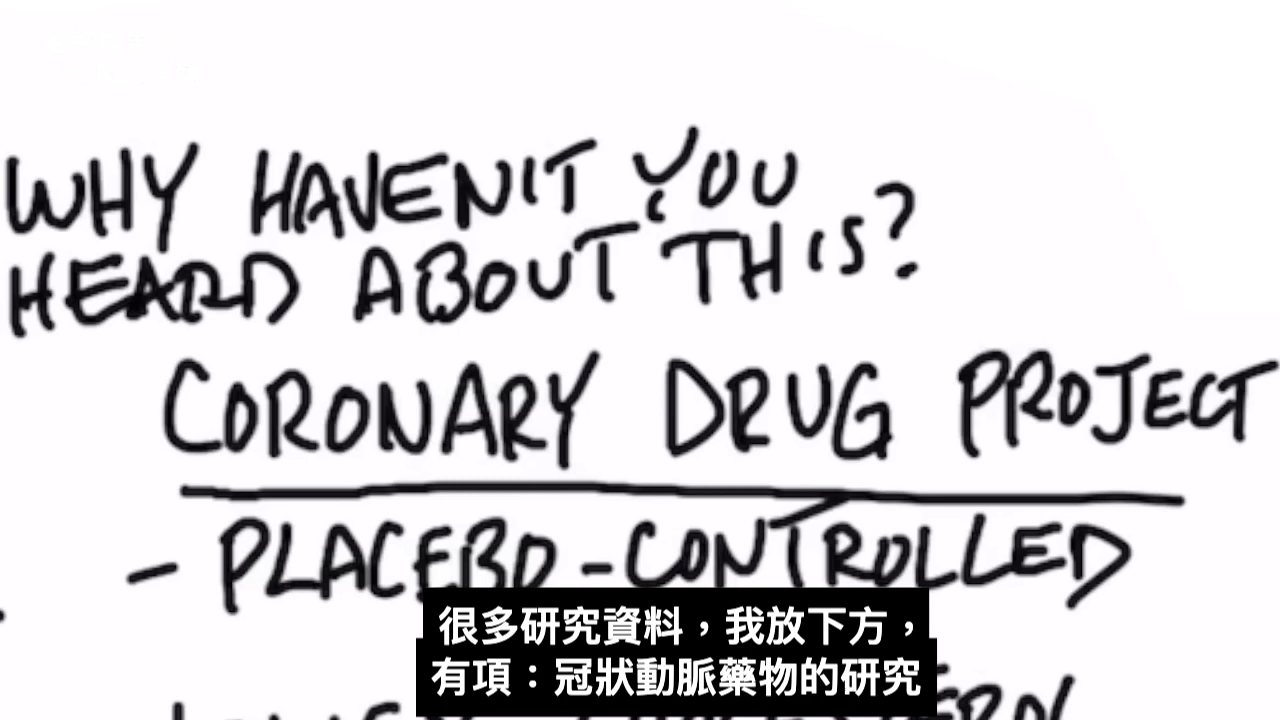 WHY HAVEN'T YOU
HEARD ABOUT THIS?
CORONARY DRUG PROJECT
- PLACEBO-CONTROLLED
很多研究資料,我放下方,
有項:冠狀動脈藥物的研究